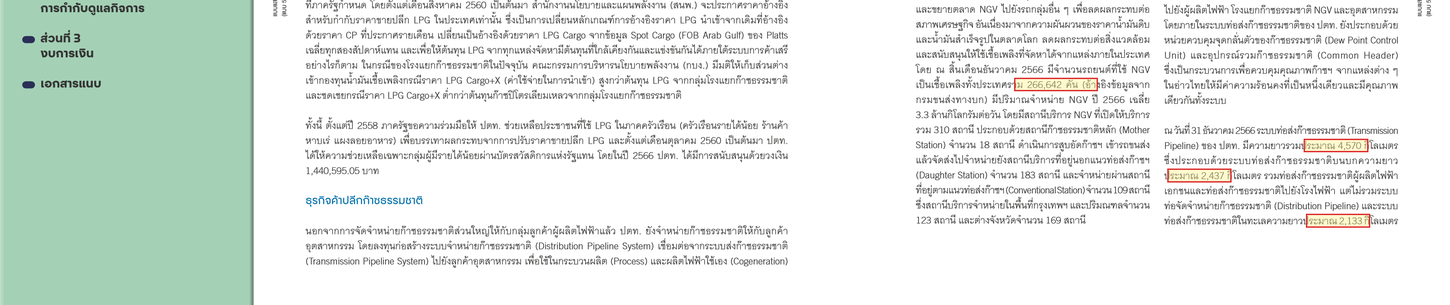 การกำกับดูแลกิจการ
ส่วนที่ 3
งบการเงิน
เอกสารแนบ
ที่ภาครัฐกำหนด โดยตั้งแต่เดือนสิงหาคม 2560 เป็นต้นมา สำนักงานนโยบายและแผนพลังงาน (สนพ.) จะประกาศราคาอ้างอิง
สำหรับกำกับราคาขายปลีก LPG ในประเทศเท่านั้น ซึ่งเป็นการเปลี่ยนหลักเกณฑ์การอ้างอิงราคา LPG นำเข้าจากเดิมที่อ้างอิง
ด้วยราคา CP ที่ประกาศรายเดือน เปลี่ยนเป็นอ้างอิงด้วยราคา LPG Cargo จากข้อมูล Spot Cargo (FOB Arab Gulf) ของ Platts
เฉลี่ยทุกสองสัปดาห์แทน และเพื่อให้ต้นทุน LPG จากทุกแหล่งจัดหามีต้นทุนที่ใกล้เคียงกันและแข่งขันกันได้ภายใต้ระบบการค้าเสรี
อย่างไรก็ตาม ในกรณีของโรงแยกก๊าซธรรมชาติในปัจจุบัน คณะกรรมการบริหารนโยบายพลังงาน (กบง.) มีมติให้เก็บส่วนต่าง
เข้ากองทุนน้ำมันเชื้อเพลิงกรณีราคา LPG Cargo+X (ค่าใช้จ่ายในการนำเข้า) สูงกว่าต้นทุน LPG จากกลุ่มโรงแยกก๊าซธรรมชาติ
และชดเชยกรณีราคา LPG Cargo+X ต่ำกว่าต้นทุนก๊าซปิโตรเลียมเหลวจากกลุ่มโรงแยกก๊าซธรรมชาติ
ทั้งนี้ ตั้งแต่ปี 2558 ภาครัฐขอความร่วมมือให้ ปตท. ช่วยเหลือประชาชนที่ใช้ LPG ในภาคครัวเรือน (ครัวเรือนรายได้น้อย ร้านค้า
หาบเร่ แผงลอยอาหาร) เพื่อบรรเทาผลกระทบจากการปรับราคาขายปลีก LPG และตั้งแต่เดือนตุลาคม 2560 เป็นต้นมา ปตท.
ได้ให้ความช่วยเหลือเฉพาะกลุ่มผู้มีรายได้น้อยผ่านบัตรสวัสดิการแห่งรัฐแทน โดยในปี 2566 ปตท. ได้มีการสนับสนุนด้วยวงเงิน
1,440,595.05 บาท
ธุรกิจค้าปลีกก๊าซธรรมชาติ
นอกจากการจัดจำหน่ายก๊าซธรรมชาติส่วนใหญ่ให้กับกลุ่มลูกค้าผู้ผลิตไฟฟ้าแล้ว ปตท. ยังจำหน่ายก๊าซธรรมชาติให้กับลูกค้า
อุตสาหกรรม โดยลงทุนก่อสร้างระบบจำหน่ายก๊าซธรรมชาติ (Distribution Pipeline System) เชื่อมต่อจากระบบส่งก๊าซธรรมชาติ
(Transmission Pipeline System) ไปยังลูกค้าอุตสาหกรรม เพื่อใช้ในกระบวนผลิต (Process) และผลิตไฟฟ้าใช้เอง (Cogeneration)
และขยายตลาด NGV ไปยังรถกลุ่มอื่น ๆ เพื่อลดผลกระทบต่อ
สภาพเศรษฐกิจ อันเนื่องมาจากความผันผวนของราคาน้ำมันดิบ
และน้ำมันสำเร็จรูปในตลาดโลก ลดผลกระทบต่อสิ่งแวดล้อม
และสนับสนุนให้ใช้เชื้อเพลิงที่จัดหาได้จากแหล่งภายในประเทศ
โดย ณ สิ้นเดือนธันวาคม 2566 มีจำนวนรถยนต์ที่ใช้ NGV
เป็นเชื้อเพลิงทั้งประเทศรวม 266,642 คัน (อ้างอิงข้อมูลจาก
กรมขนส่งทางบก) มีปริมาณจำหน่าย NGV ปี 2566 เฉลี่ย
3.3 ล้านกิโลกรัมต่อวัน โดยมีสถานีบริการ NGV ที่เปิดให้บริการ
รวม 310 สถานี ประกอบด้วยสถานีก๊าซธรรมชาติหลัก (Mother
Station) จำนวน 18 สถานี ดำเนินการสูบอัดก๊าซฯ เข้ารถขนส่ง
แล้วจัดส่งไปจำหน่ายยังสถานีบริการที่อยู่นอกแนวท่อส่งก๊าซฯ
(Daughter Station) จำนวน 183 สถานี และจำหน่ายผ่านสถานี
ที่อยู่ตามแนวท่อส่งก๊าซฯ (Conventional Station) จำนวน 109 สถานี
ซึ่งสถานีบริการจำหน่ายในพื้นที่กรุงเทพฯ และปริมณฑลจำนวน
123 สถานี และต่างจังหวัดจำนวน 169 สถานี
ไปยังผู้ผลิตไฟฟ้า โรงแยกก๊าซธรรมชาติ NGV และอุตสาหกรรม
โดยภายในระบบท่อส่งก๊าซธรรมชาติของ ปตท. ยังประกอบด้วย
หน่วยควบคุมจุดกลั่นตัวของก๊าซธรรมชาติ (Dew Point Control
Unit) และอุปกรณ์รวมก๊าซธรรมชาติ (Common Header)
ซึ่งเป็นกระบวนการเพื่อควบคุมคุณภาพก๊าซฯ จากแหล่งต่าง ๆ
ในอ่าวไทยให้มีค่าความร้อนคงที่เป็นหนึ่งเดียวและมีคุณภาพ
เดียวกันทั้งระบบ
ณ วันที่ 31 ธันวาคม 2566 ระบบท่อส่งก๊าซธรรมชาติ (Transmission
Pipeline) ของ ปตท. มีความยาวรวมประมาณ 4,570 กิโลเมตร
ซึ่งประกอบด้วยระบบท่อส่งก๊าซธรรมชาติบนบกความยาว
ประมาณ 2,437 กิโลเมตร รวมท่อส่งก๊าซธรรมชาติผู้ผลิตไฟฟ้า
เอกชนและท่อส่งก๊าซธรรมชาติไปยังโรงไฟฟ้า แต่ไม่รวมระบบ
ท่อจัดจำหน่ายก๊าซธรรมชาติ (Distribution Pipeline) และระบบ
ท่อส่งก๊าซธรรมชาติในทะเลความยาวประมาณ 2,133 กิโลเมตร